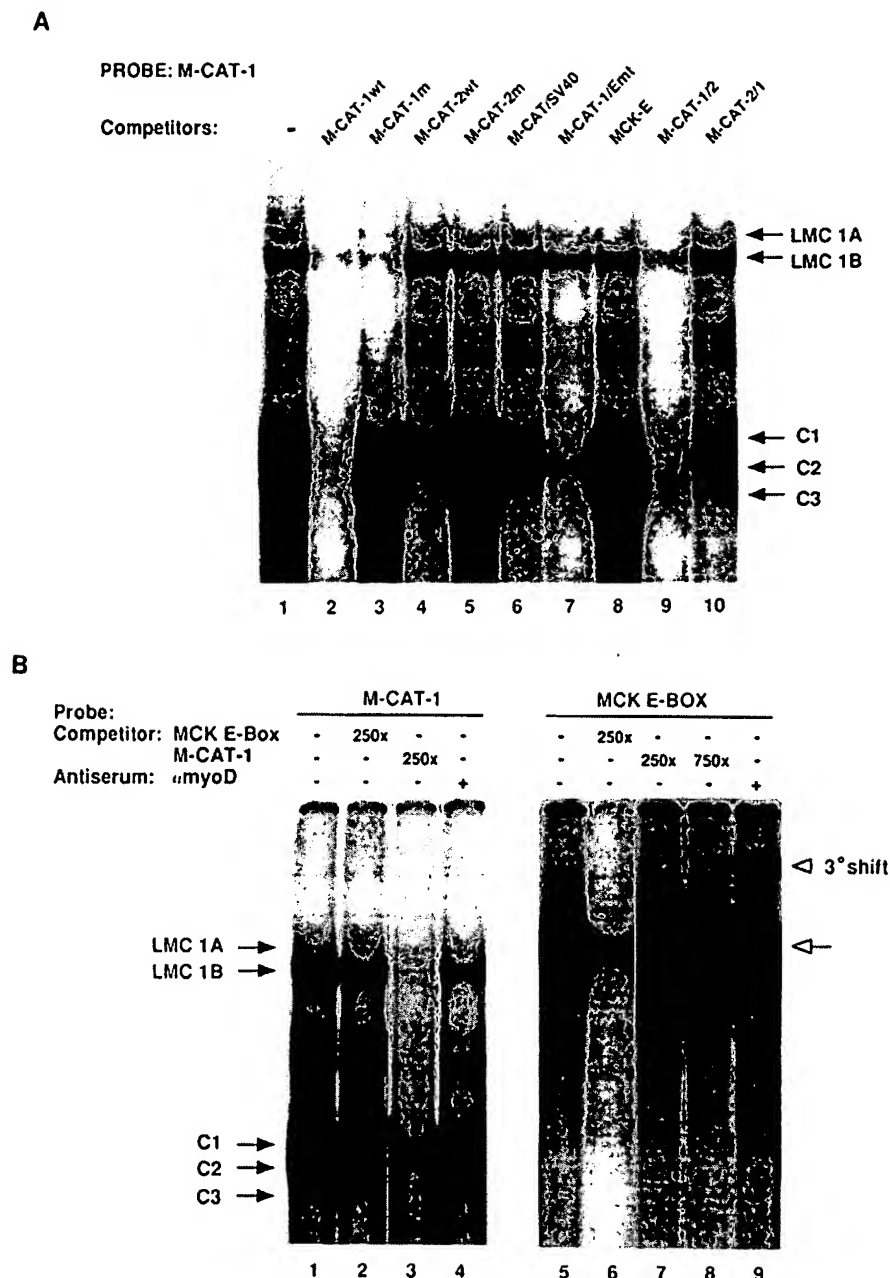 A
PROBE: M-CAT-1
Competitors: - M-CAT-1wt M-CAT-1m M-CAT-2wt M-CAT-2m M-CAT/SV40 M-CAT-1/Emt MCK-E M-CAT-1/2 M-CAT-2/1
LMC 1A
LMC 1B
C1
C2
C3
1 2 3 4 5 6 7 8 9 10
B
M-CAT-1 MCK E-BOX
Probe:
Competitor: MCK E-Box - 250x - - - 250x - - -
M-CAT-1 - - 250x - - - 250x 750x -
Antiserum: αmyoD - - - + - - - - +
3° shift
LMC 1A
LMC 1B
C1
C2
C3
1 2 3 4 5 6 7 8 9